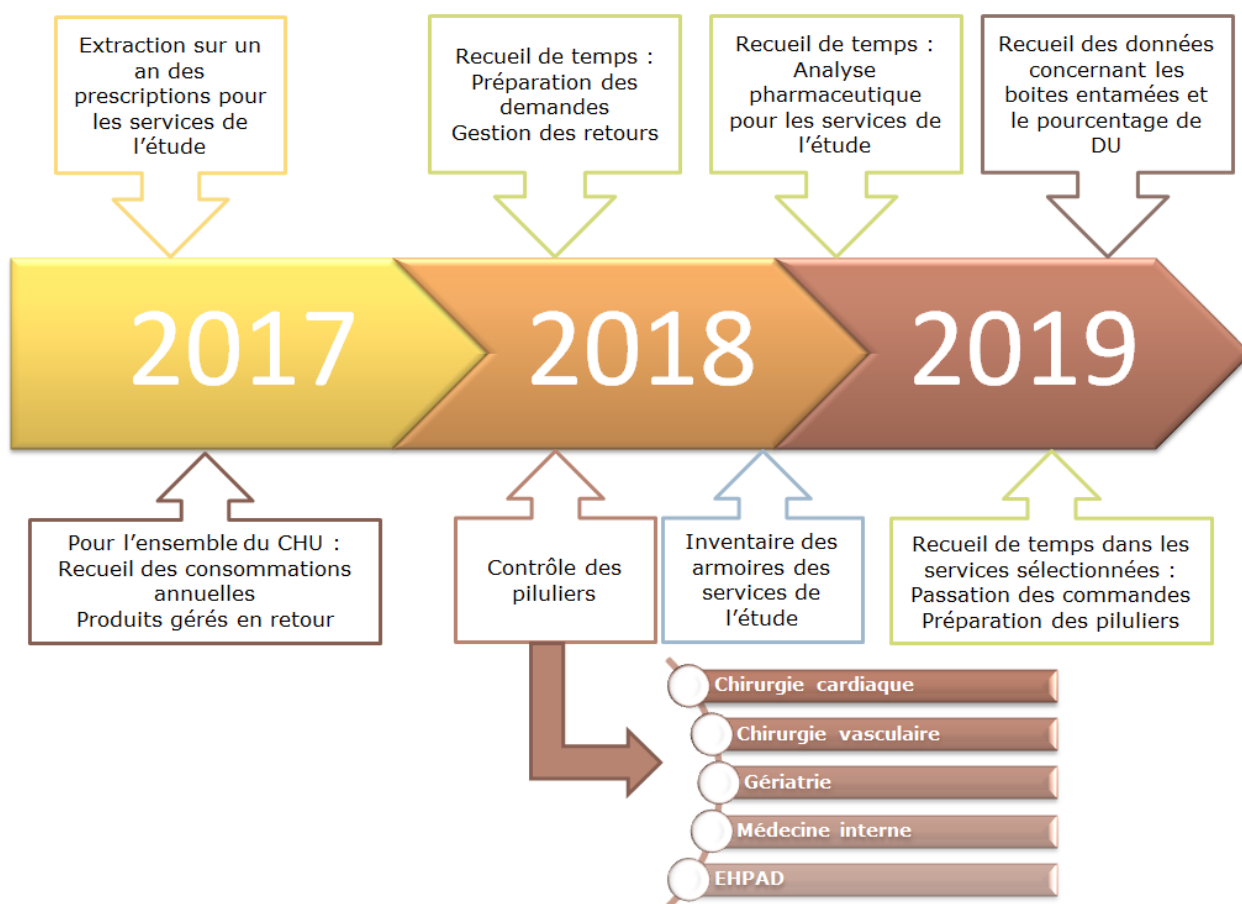 Extraction sur un
an des
prescriptions pour
les services de
l'étude
Recueil de temps :
Préparation des
demandes
Gestion des retours
Recueil de temps :
Analyse
pharmaceutique
pour les services de
l'étude
Recueil des données
concernant les
boites entamées et
le pourcentage de
DU
2017
2018
2019
Pour l'ensemble du CHU :
Recueil des consommations
annuelles
Produits gérés en retour
Contrôle des
piluliers
Inventaire des
armoires des
services de
l'étude
Recueil de temps dans les
services sélectionnées :
Passation des commandes
Préparation des piluliers
Chirurgie cardiaque
Chirurgie vasculaire
Gériatrie
Médecine interne
EHPAD